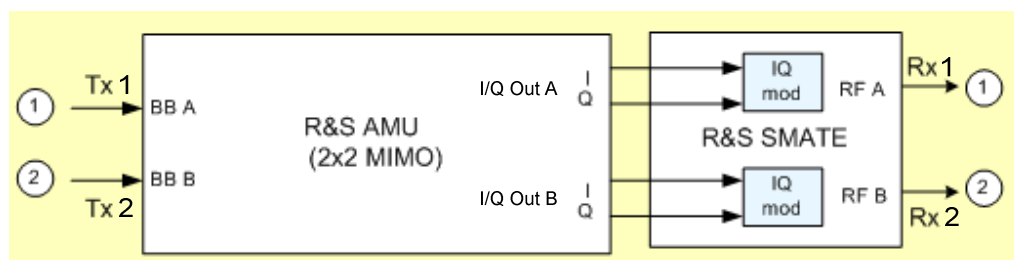 1
Tx 1
BB A
2
BB B
Tx 2
R&S AMU
(2x2 MIMO)
I/Q Out A
I
Q
I/Q Out B
I
Q
IQ
mod
RF A
R&S SMATE
IQ
mod
RF B
Rx 1
1
2
Rx 2